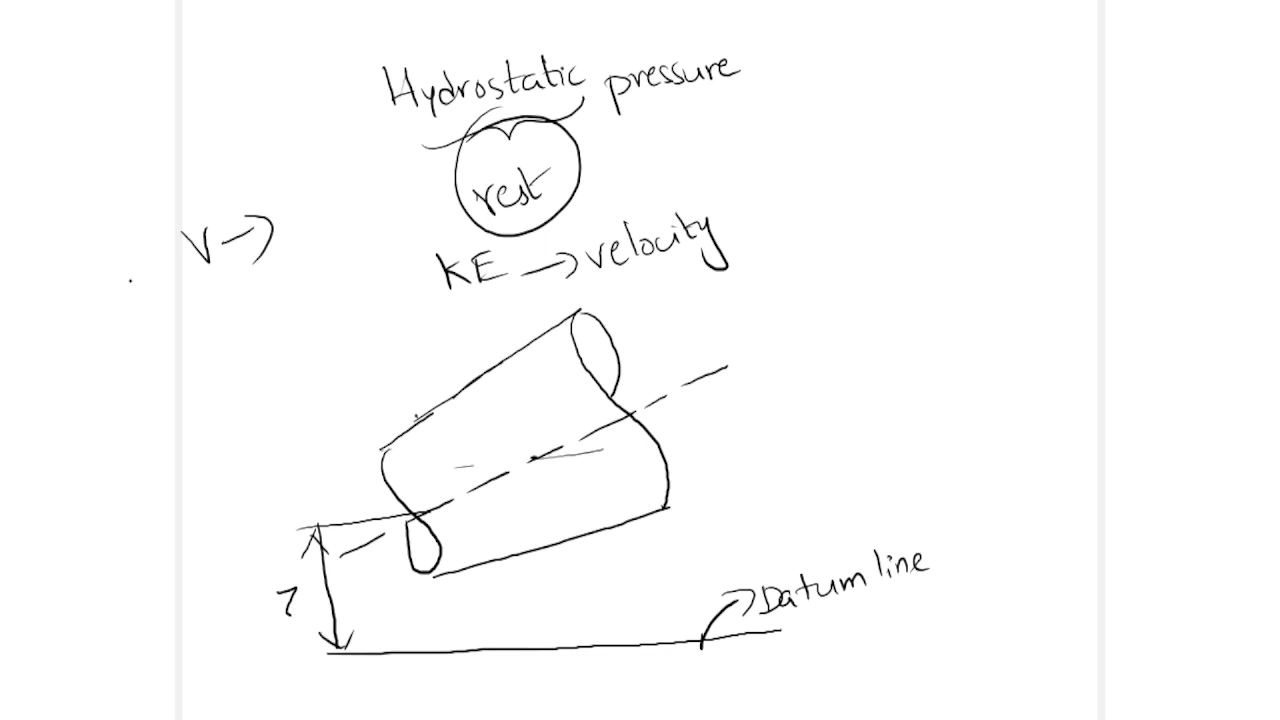 Hydrostatic pressure
rest
V →
KE → velocity
Datum line